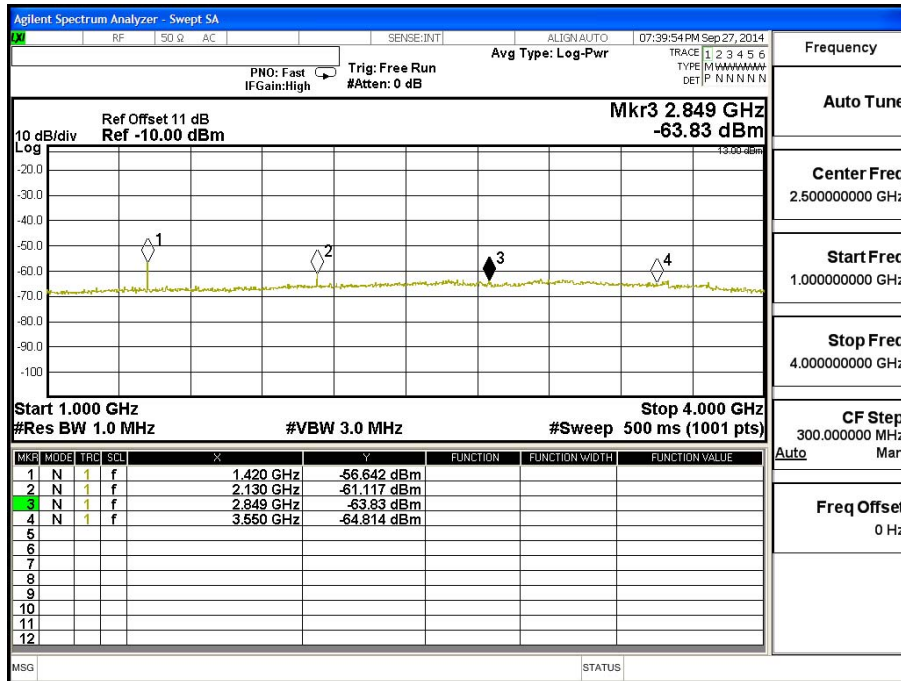 Agilent Spectrum Analyzer - Swept SA
LXI RF 50 Ω AC SENSE:INT ALIGN AUTO 07:39:54 PM Sep 27, 2014
Frequency
Avg Type: Log-Pwr
TRACE 1 2 3 4 5 6
TYPE M WWWWW
DET P N N N N N
PNO: Fast
IFGain:High
Trig: Free Run
#Atten: 0 dB
Auto Tune
Mkr3 2.849 GHz
-63.83 dBm
Ref Offset 11 dB
Ref -10.00 dBm
10 dB/div
Log
-13.00 dBm
-20.0
-30.0
-40.0
-50.0
-60.0
-70.0
-80.0
-90.0
-100
1
2
3
4
Center Freq
2.500000000 GHz
Start Freq
1.000000000 GHz
Stop Freq
4.000000000 GHz
Start 1.000 GHz Stop 4.000 GHz
#Res BW 1.0 MHz #VBW 3.0 MHz #Sweep 500 ms (1001 pts)
CF Step
300.000000 MHz
Auto Man
Freq Offset
0 Hz
MKR MODE TRC SCL X Y FUNCTION FUNCTION WIDTH FUNCTION VALUE
1 N 1 f 1.420 GHz -56.642 dBm
2 N 1 f 2.130 GHz -61.117 dBm
3 N 1 f 2.849 GHz -63.83 dBm
4 N 1 f 3.550 GHz -64.814 dBm
5
6
7
8
9
10
11
12
MSG STATUS